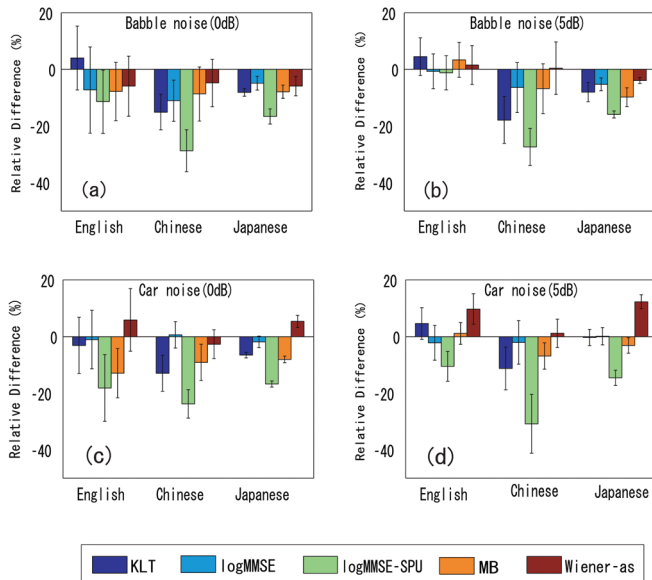 Babble noise(0dB)
Relative Difference (%)
20
0
-20
-40
(a)
English Chinese Japanese
Babble noise(5dB)
Relative Difference (%)
20
0
-20
-40
(b)
English Chinese Japanese
Car noise(0dB)
Relative Difference (%)
20
0
-20
-40
(c)
English Chinese Japanese
Car noise(5dB)
Relative Difference (%)
20
0
-20
-40
(d)
English Chinese Japanese
KLT logMMSE logMMSE-SPU MB Wiener-as